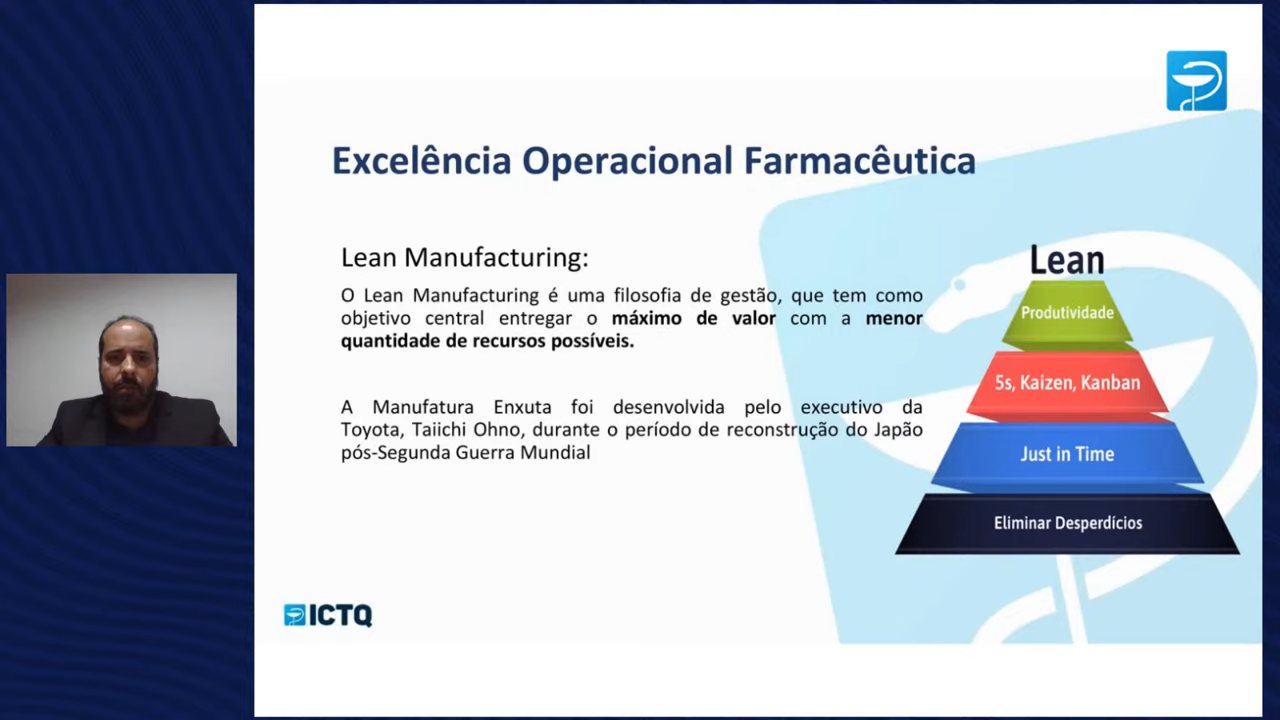 Excelência Operacional Farmacêutica
Lean Manufacturing:
O Lean Manufacturing é uma filosofia de gestão, que tem como
objetivo central entregar o máximo de valor com a menor
quantidade de recursos possíveis.
A Manufatura Enxuta foi desenvolvida pelo executivo da
Toyota, Taiichi Ohno, durante o período de reconstrução do Japão
pós-Segunda Guerra Mundial
Lean
Produtividade
5s, Kaizen, Kanban
Just in Time
Eliminar Desperdícios
ICTQ